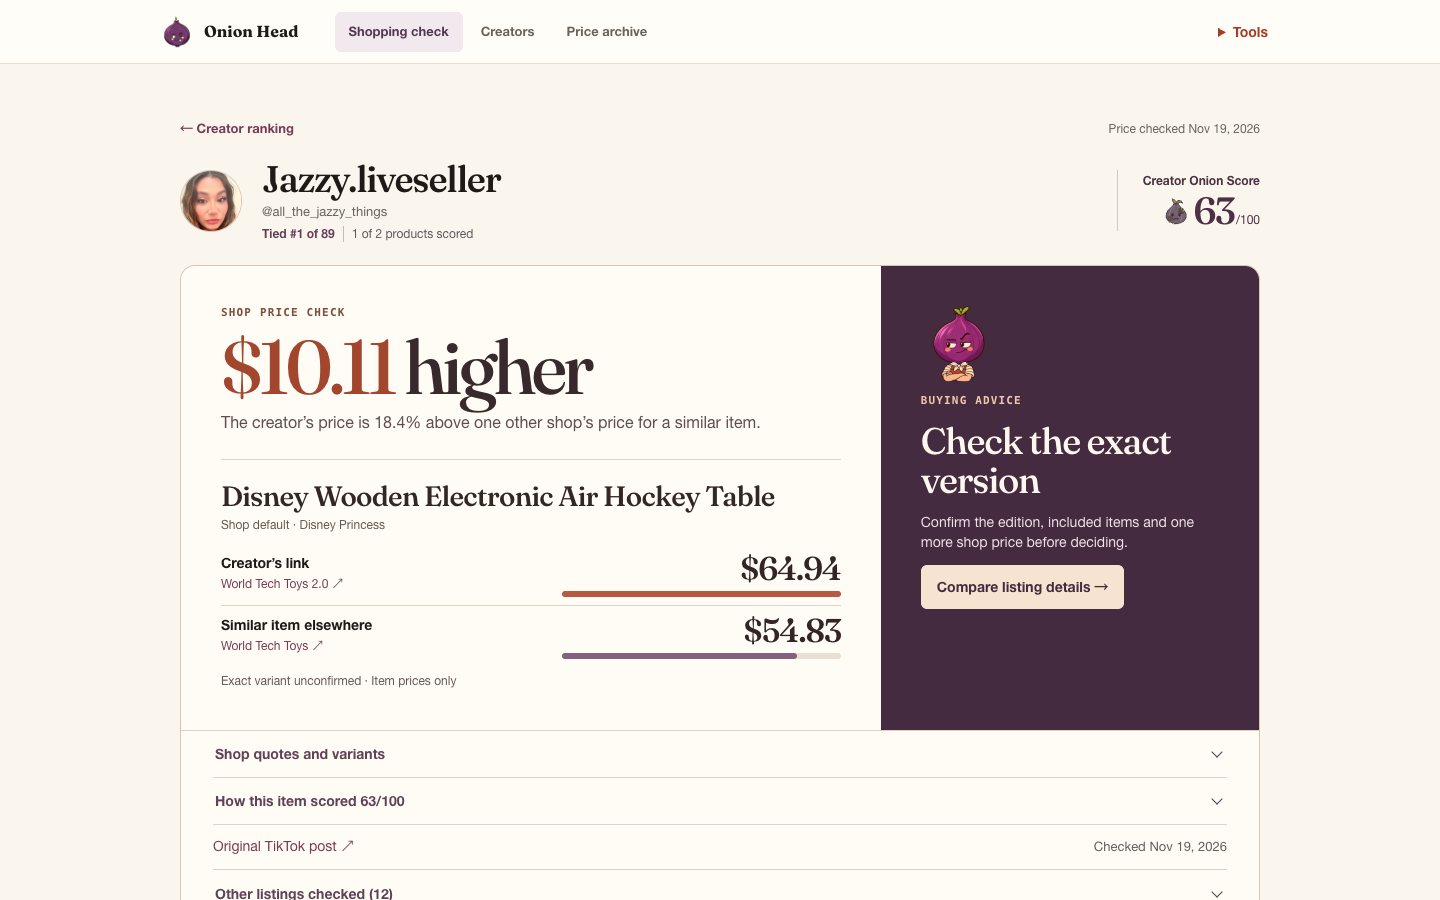 Onion Head
Shopping check
Creators
Price archive
▶ Tools
← Creator ranking
Price checked Nov 19, 2026
Jazzy.liveseller
@all_the_jazzy_things
Tied #1 of 89 | 1 of 2 products scored
Creator Onion Score
63/100
SHOP PRICE CHECK
$10.11 higher
The creator’s price is 18.4% above one other shop’s price for a similar item.
Disney Wooden Electronic Air Hockey Table
Shop default · Disney Princess
Creator’s link
World Tech Toys 2.0 ↗
$64.94
Similar item elsewhere
World Tech Toys ↗
$54.83
Exact variant unconfirmed · Item prices only
BUYING ADVICE
Check the exact
version
Confirm the edition, included items and one
more shop price before deciding.
Compare listing details →
Shop quotes and variants
How this item scored 63/100
Original TikTok post ↗
Checked Nov 19, 2026
Other listings checked (12)